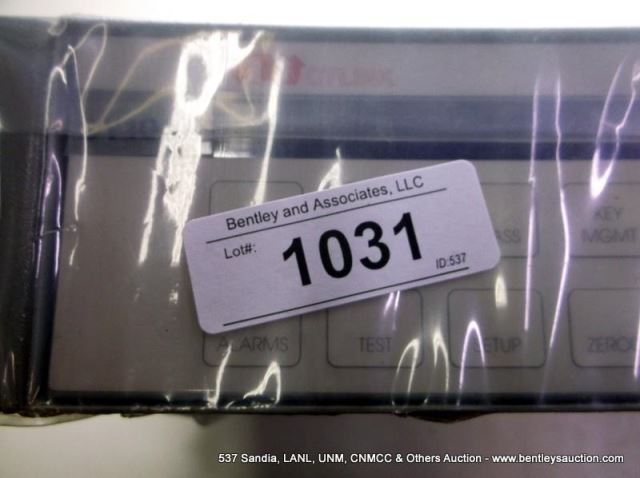 Bentley and Associates, LLC
Lot#:
1031
ID:537
KEY
MGMT
ALARMS
TEST
537 Sandia, LANL, UNM, CNMCC & Others Auction - www.bentleysauction.com